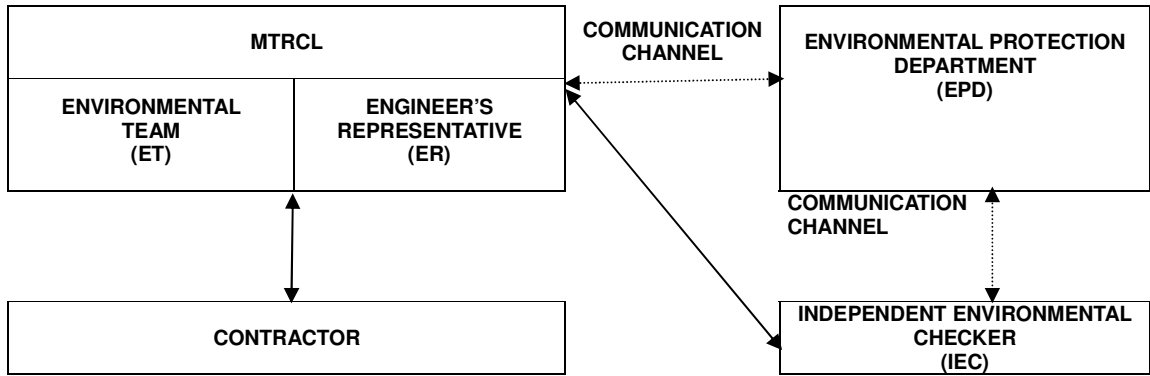 MTRCL
ENVIRONMENTAL
TEAM
(ET)
ENGINEER'S
REPRESENTATIVE
(ER)
COMMUNICATION
CHANNEL
ENVIRONMENTAL PROTECTION
DEPARTMENT
(EPD)
COMMUNICATION
CHANNEL
CONTRACTOR
INDEPENDENT ENVIRONMENTAL
CHECKER
(IEC)